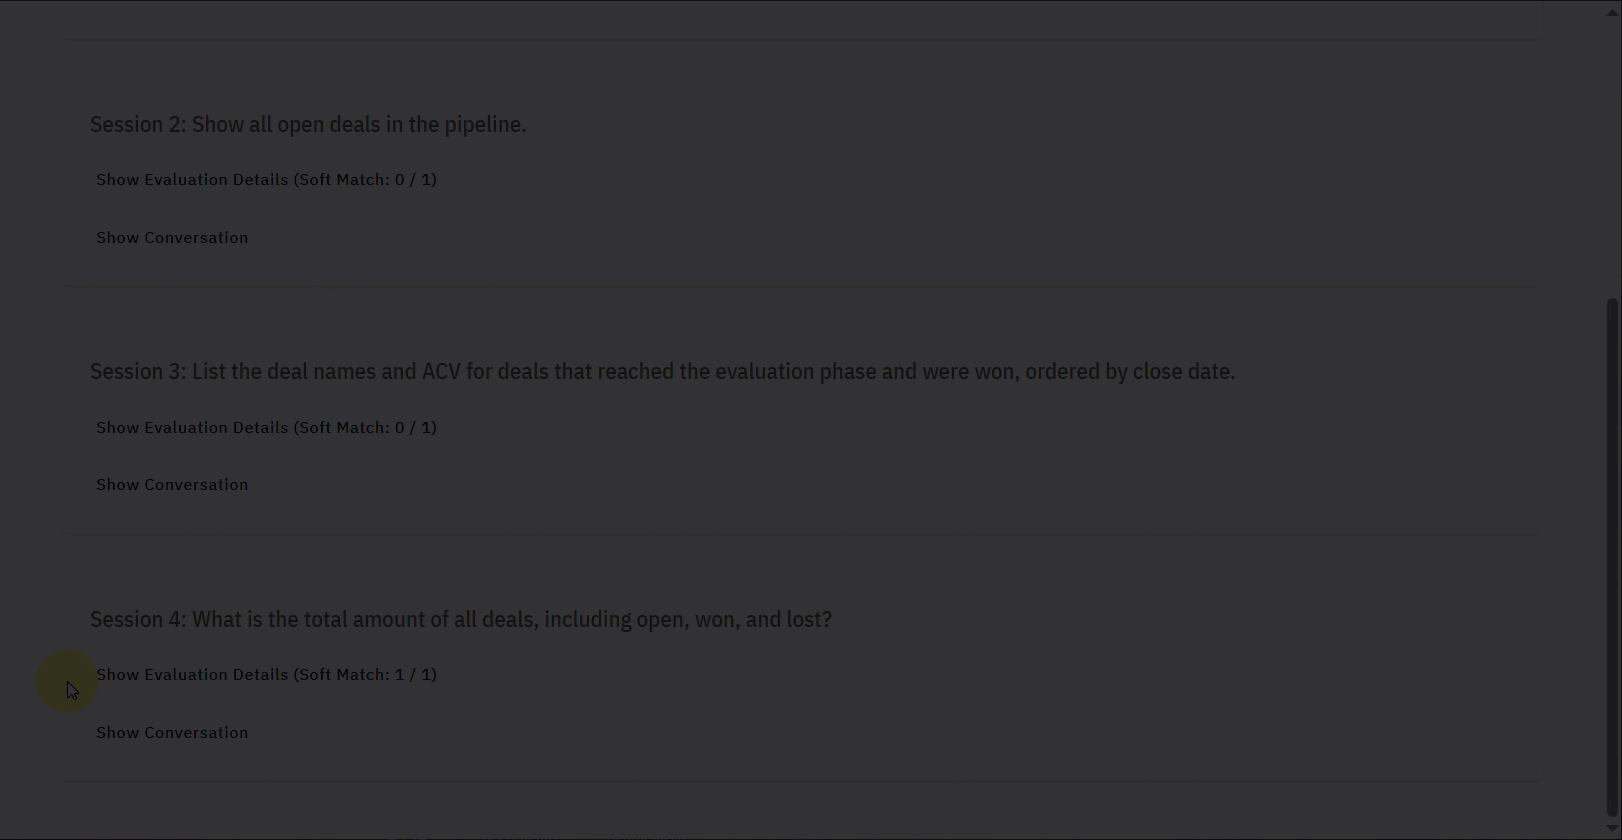 Session 2: Show all open deals in the pipeline.
Show Evaluation Details (Soft Match: 0 / 1)
Show Conversation
Session 3: List the deal names and ACV for deals that reached the evaluation phase and were won, ordered by close date.
Show Evaluation Details (Soft Match: 0 / 1)
Show Conversation
Session 4: What is the total amount of all deals, including open, won, and lost?
Show Evaluation Details (Soft Match: 1 / 1)
Show Conversation